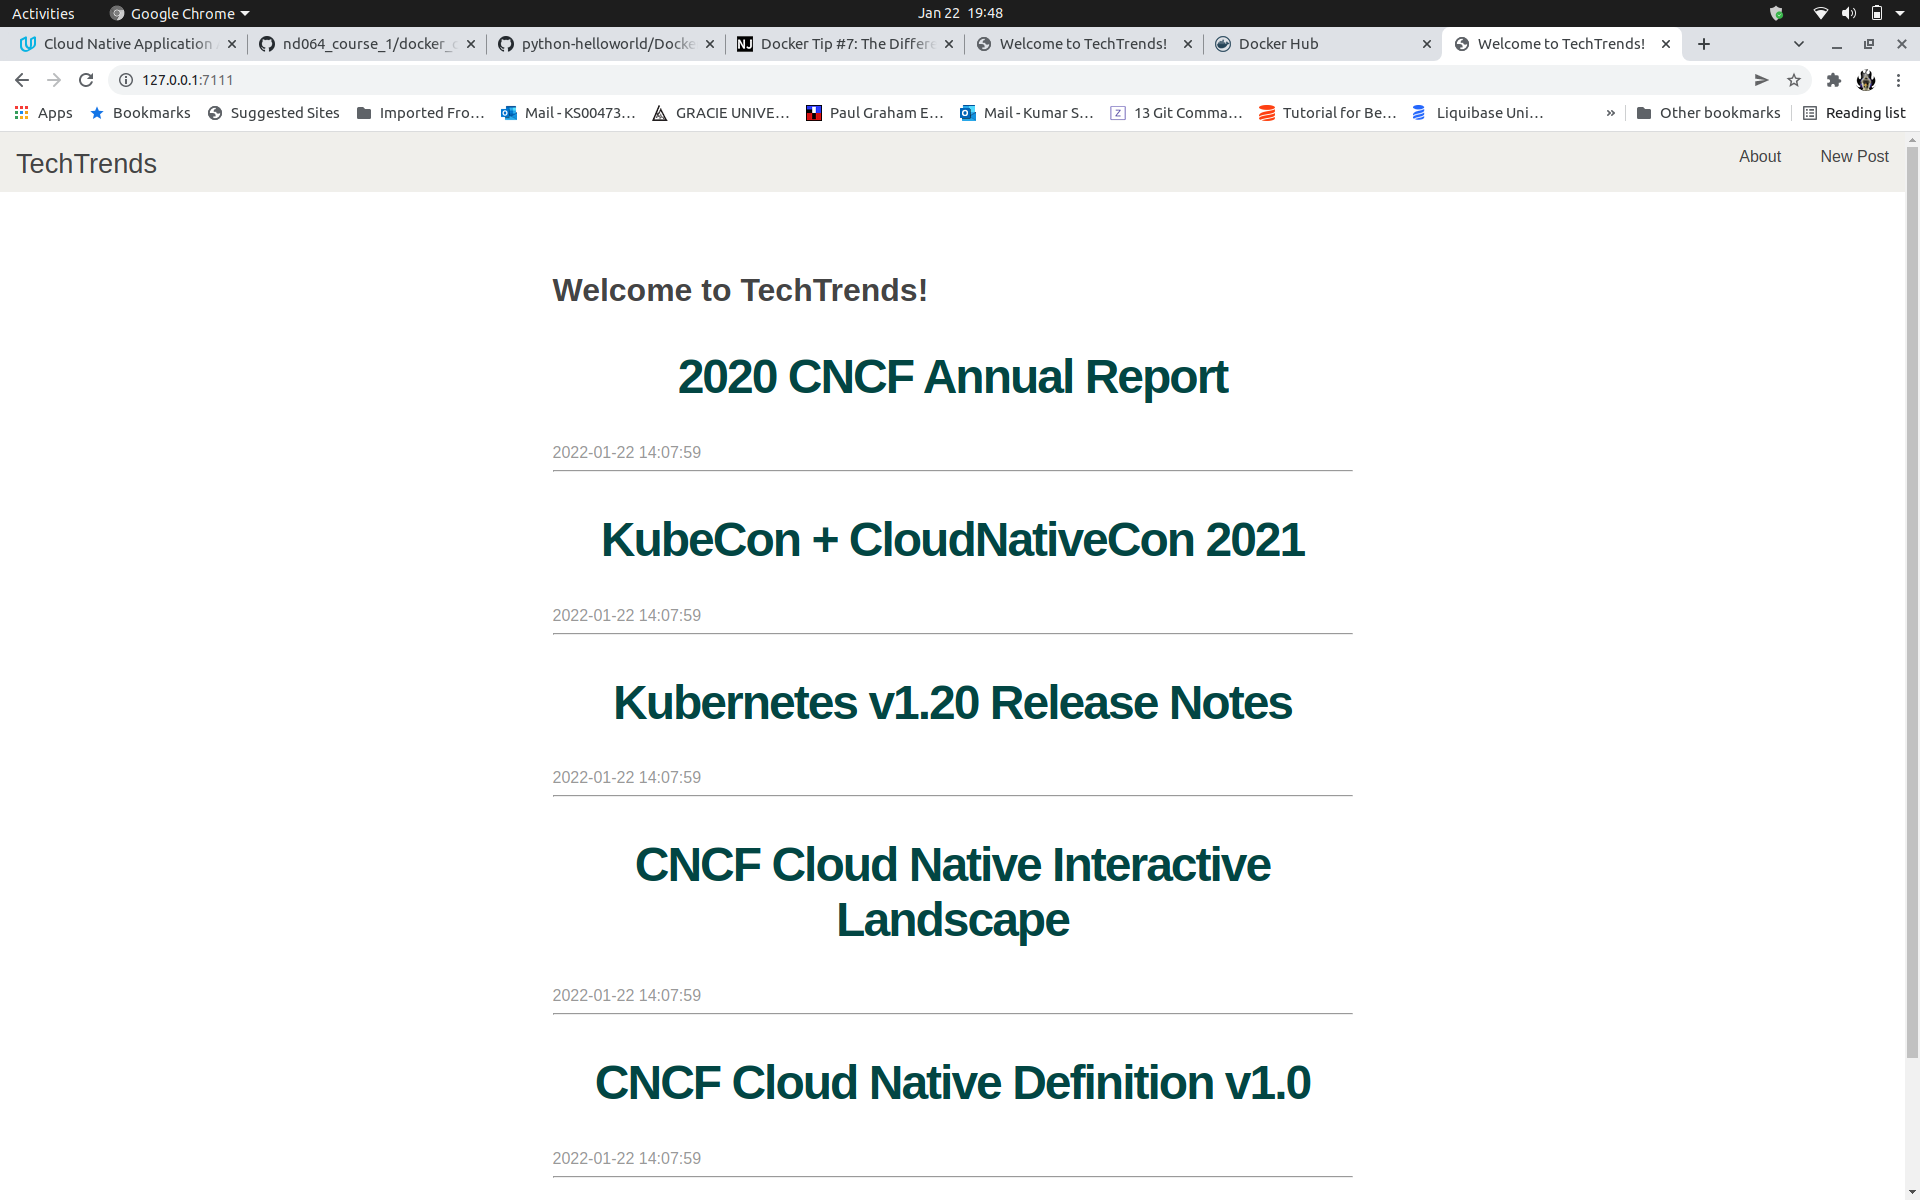 Activities Google Chrome Jan 22 19:48
Cloud Native Application nd064_course_1/docker_c python-helloworld/Docke Docker Tip #7: The Differe Welcome to TechTrends! Docker Hub Welcome to TechTrends!
127.0.0.1:7111
Apps Bookmarks Suggested Sites Imported Fro... Mail - KS00473... GRACIE UNIVE... Paul Graham E... Mail - Kumar S... 13 Git Comma... Tutorial for Be... Liquibase Uni... » Other bookmarks Reading list
TechTrends About New Post
Welcome to TechTrends!
2020 CNCF Annual Report
2022-01-22 14:07:59
KubeCon + CloudNativeCon 2021
2022-01-22 14:07:59
Kubernetes v1.20 Release Notes
2022-01-22 14:07:59
CNCF Cloud Native Interactive
Landscape
2022-01-22 14:07:59
CNCF Cloud Native Definition v1.0
2022-01-22 14:07:59